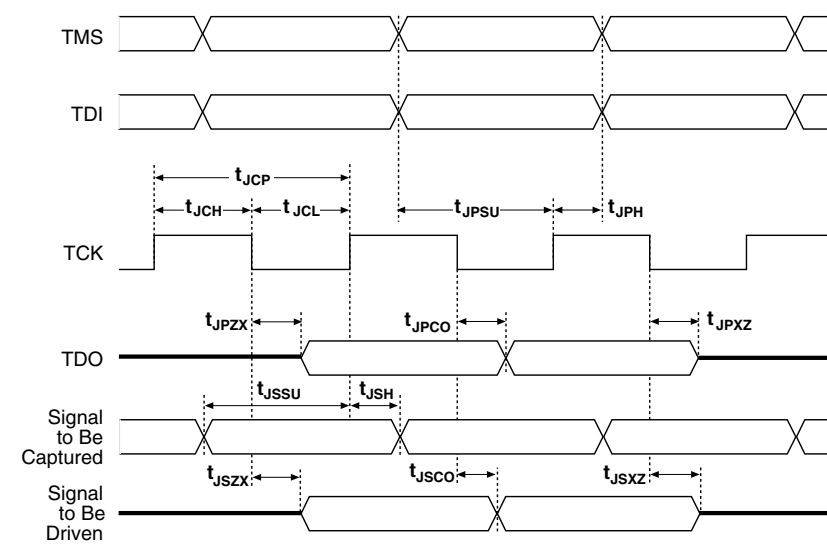 TMS
TDI
tJCP
tJCH
tJCL
tJPSU
tJPH
TCK
tJPZX
tJPCO
tJPXZ
TDO
tJSSU
tJSH
Signal
to Be
Captured
tJSZX
tJSCO
tJSXZ
Signal
to Be
Driven